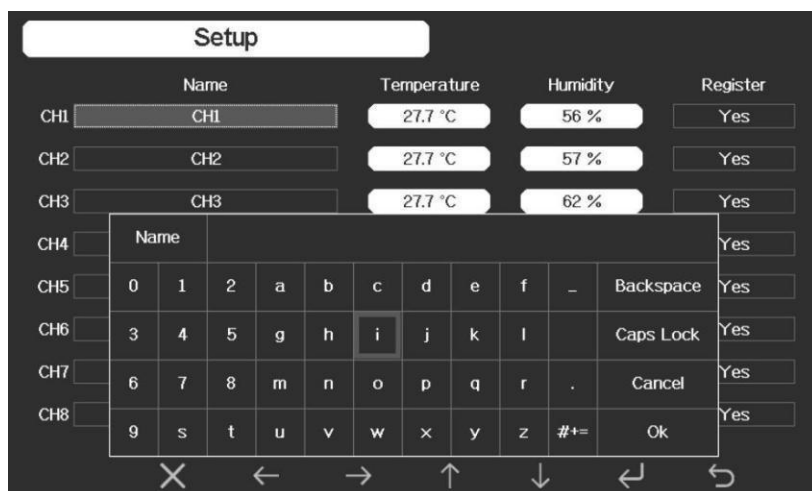 Setup
Name Temperature Humidity Register
CH1 CH1 27.7 °C 56 % Yes
CH2 CH2 27.7 °C 57 % Yes
CH3 CH3 27.7 °C 62 % Yes
CH4 Yes
CH5 Yes
CH6 Yes
CH7 Yes
CH8 Yes
Name
0 1 2 a b c d e f _ Backspace
3 4 5 g h i j k l Caps Lock
6 7 8 m n o p q r . Cancel
9 s t u v w x y z #+= Ok